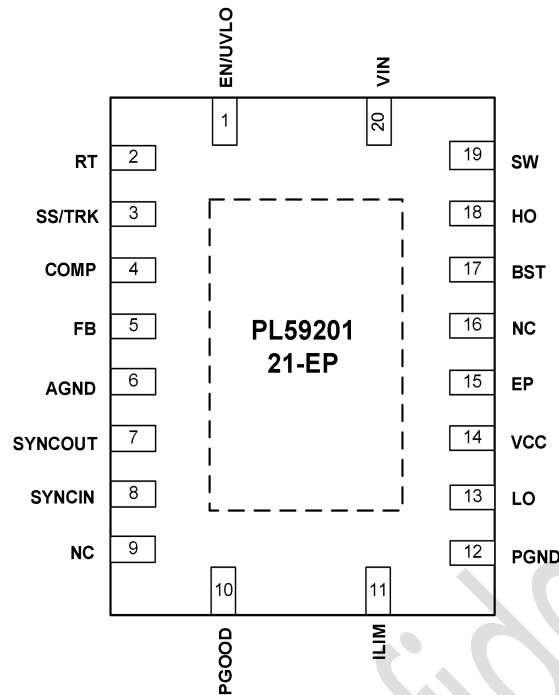 EN/UVLO
VIN
1
20
RT 2
19 SW
SS/TRK 3
18 HO
COMP 4
17 BST
FB 5
16 NC
PL59201
21-EP
AGND 6
15 EP
SYNCOUT 7
14 VCC
SYNCIN 8
13 LO
NC 9
12 PGND
10
11
PGOOD
ILIM